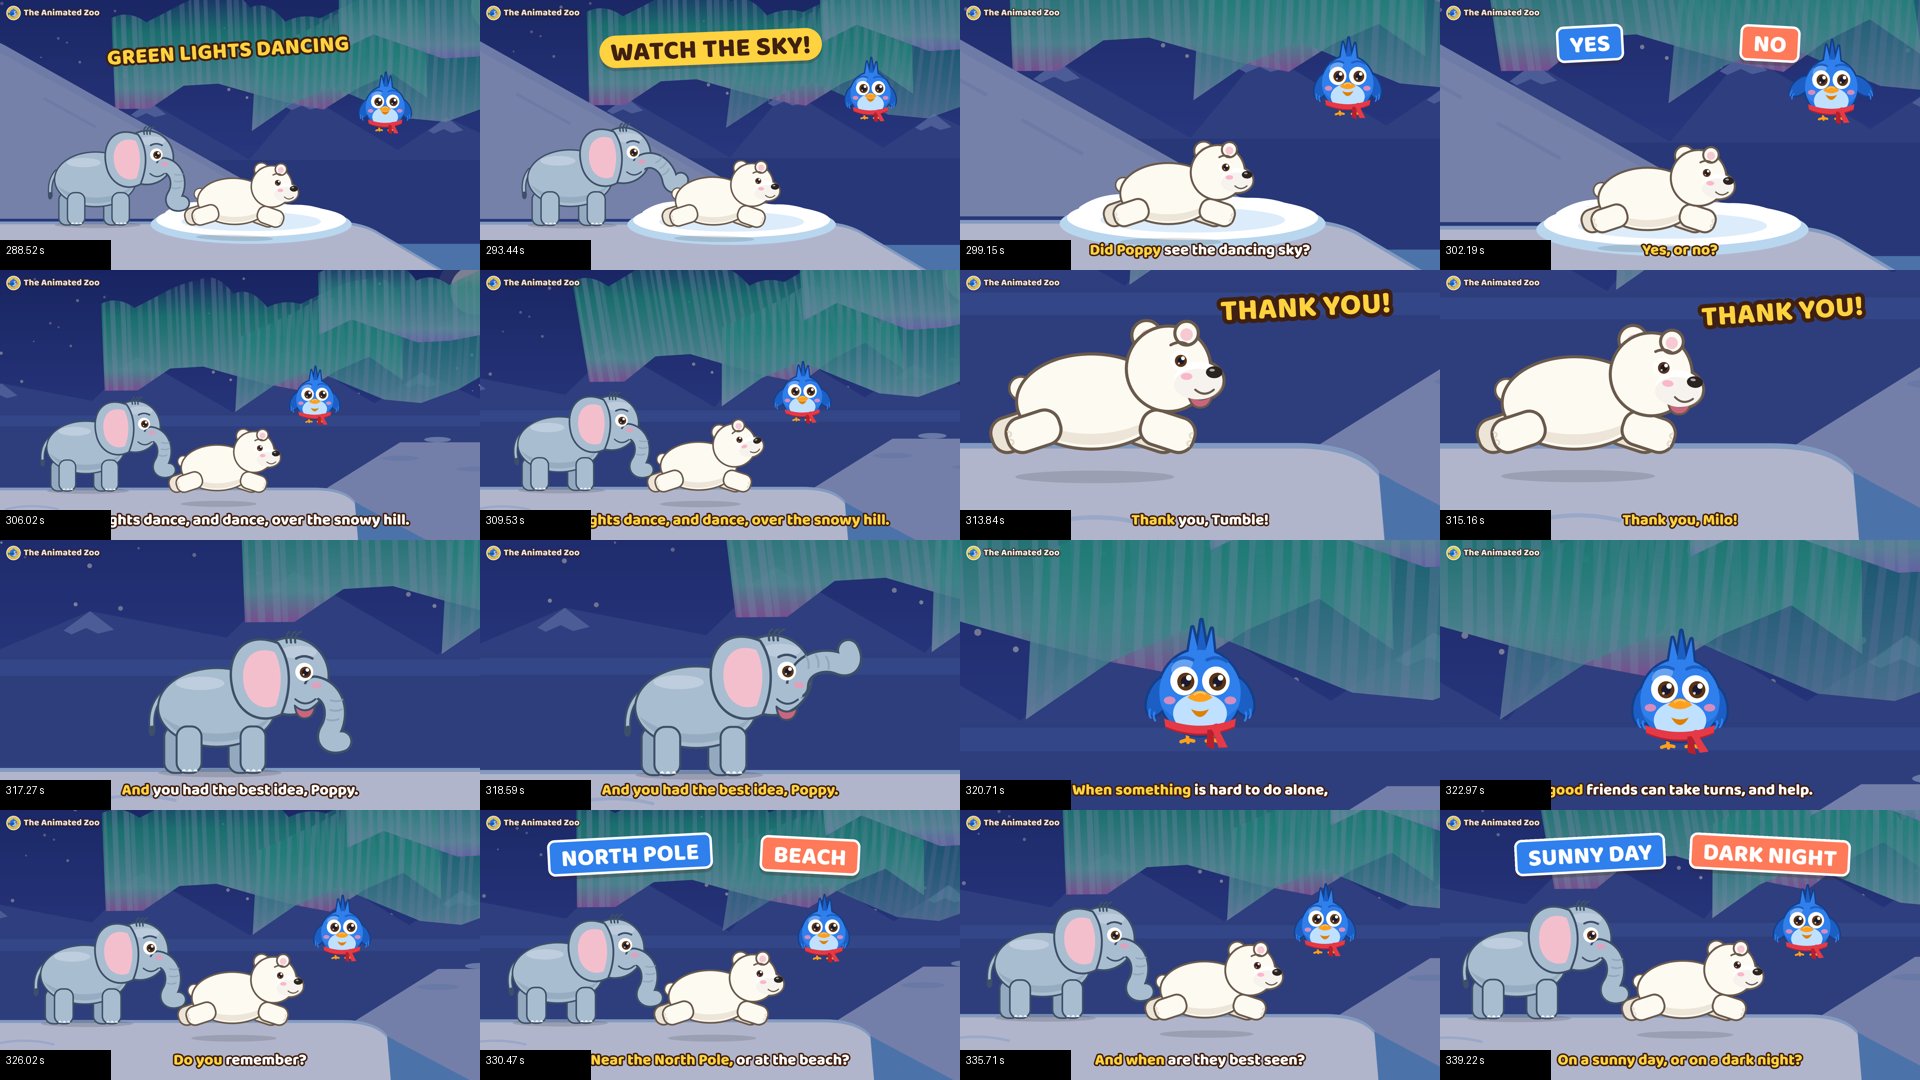 The Animated Zoo
GREEN LIGHTS DANCING
288.52 s
The Animated Zoo
WATCH THE SKY!
293.44 s
The Animated Zoo
Did Poppy see the dancing sky?
299.15 s
The Animated Zoo
YES
NO
Yes, or no?
302.19 s
The Animated Zoo
ghts dance, and dance, over the snowy hill.
306.02 s
The Animated Zoo
ghts dance, and dance, over the snowy hill.
309.53 s
The Animated Zoo
THANK YOU!
Thank you, Tumble!
313.84 s
The Animated Zoo
THANK YOU!
Thank you, Milo!
315.16 s
The Animated Zoo
And you had the best idea, Poppy.
317.27 s
The Animated Zoo
And you had the best idea, Poppy.
318.59 s
The Animated Zoo
When something is hard to do alone,
320.71 s
The Animated Zoo
good friends can take turns, and help.
322.97 s
The Animated Zoo
Do you remember?
326.02 s
The Animated Zoo
NORTH POLE
BEACH
Near the North Pole, or at the beach?
330.47 s
The Animated Zoo
And when are they best seen?
335.71 s
The Animated Zoo
SUNNY DAY
DARK NIGHT
On a sunny day, or on a dark night?
339.22 s